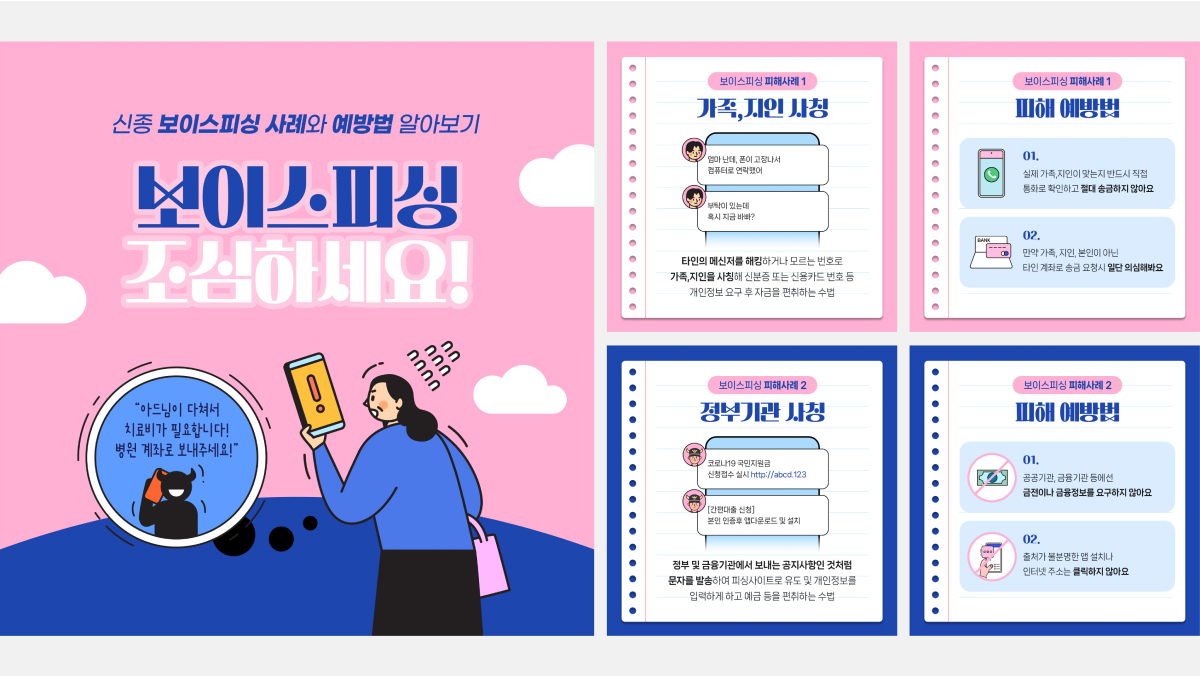 신종 보이스피싱 사례와 예방법 알아보기
보이스피싱
조심하세요!
“아드님이 다쳐서
치료비가 필요합니다!
병원 계좌로 보내주세요!”
보이스피싱 피해사례 1
가족,지인 사칭
엄마 난데, 폰이 고장나서
컴퓨터로 연락했어
부탁이 있는데
혹시 지금 바빠?
타인의 메신저를 해킹하거나 모르는 번호로
가족,지인을 사칭해 신분증 또는 신용카드 번호 등
개인정보 요구 후 자금을 편취하는 수법
보이스피싱 피해사례 1
피해 예방법
01.
실제 가족,지인이 맞는지 반드시 직접
통화로 확인하고 절대 송금하지 않아요
BANK
02.
만약 가족, 지인, 본인이 아닌
타인 계좌로 송금 요청시 일단 의심해봐요
보이스피싱 피해사례 2
정부기관 사칭
코로나19 국민지원금
신청접수 실시 http://abcd.123
[간편대출 신청]
본인 인증후 앱다운로드 및 설치
정부 및 금융기관에서 보내는 공지사항인 것처럼
문자를 발송하여 피싱사이트로 유도 및 개인정보를
입력하게 하고 예금 등을 편취하는 수법
보이스피싱 피해사례 2
피해 예방법
01.
공공기관, 금융기관 등에선
금전이나 금융정보를 요구하지 않아요
02.
출처가 불분명한 앱 설치나
인터넷 주소는 클릭하지 않아요